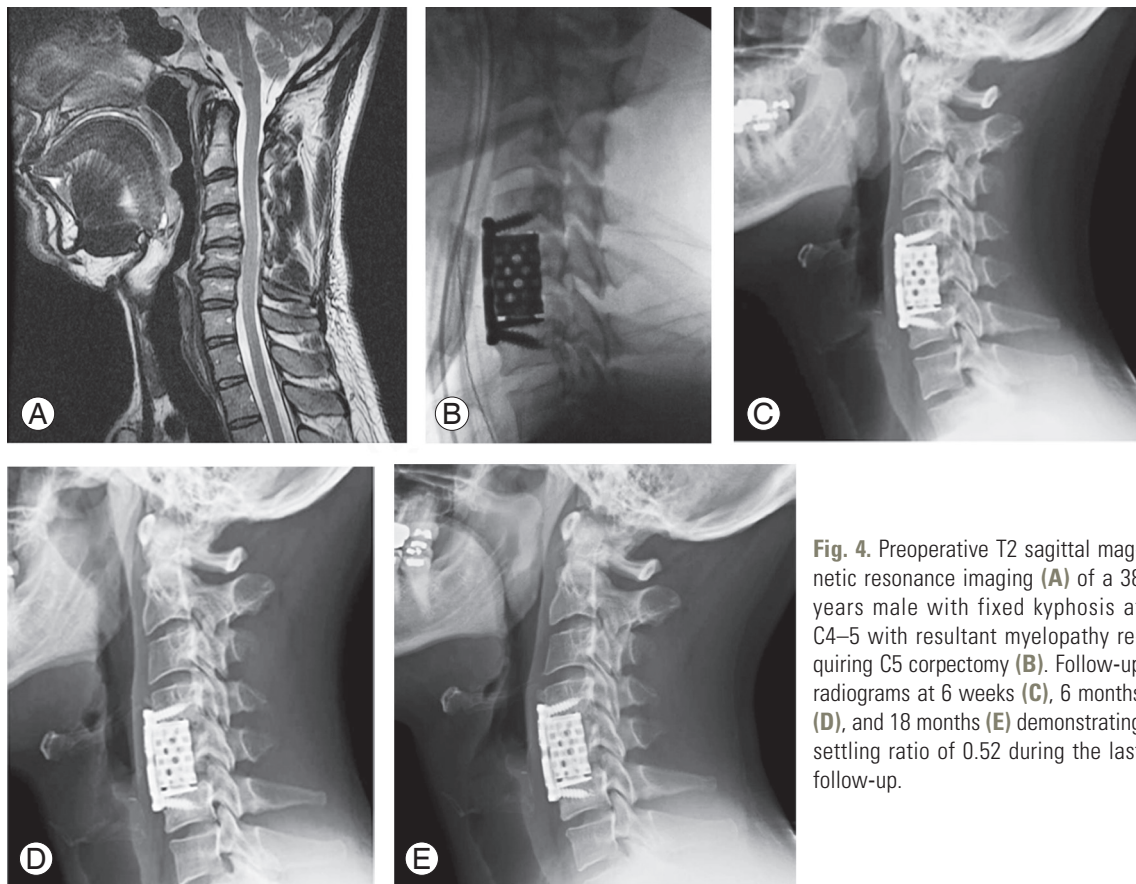 A
B
C
D
E
Fig. 4. Preoperative T2 sagittal mag
netic resonance imaging (A) of a 38
years male with fixed kyphosis a
C4–5 with resultant myelopathy re
quiring C5 corpectomy (B). Follow-up
radiograms at 6 weeks (C), 6 months
(D), and 18 months (E) demonstrating
settling ratio of 0.52 during the last
follow-up.